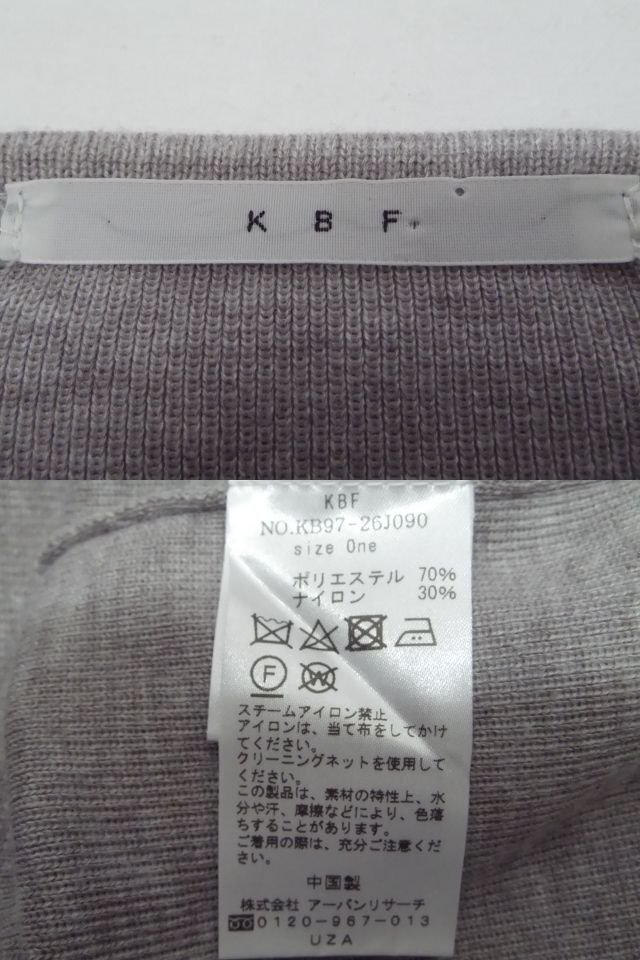 K B F
KBF
NO.KB97-26J090
size One
ポリエステル 70%
ナイロン 30%
F W
スチームアイロン禁止
アイロンは、当て布をしてかけ
てください。
クリーニングネットを使用して
ください。
この製品は、素材の特性上、水
分や汗、摩擦などにより、色落
ちすることがあります。
ご着用の際は、充分ご注意くだ
さい。
中国製
株式会社 アーバンリサーチ
0120-967-013
UZA